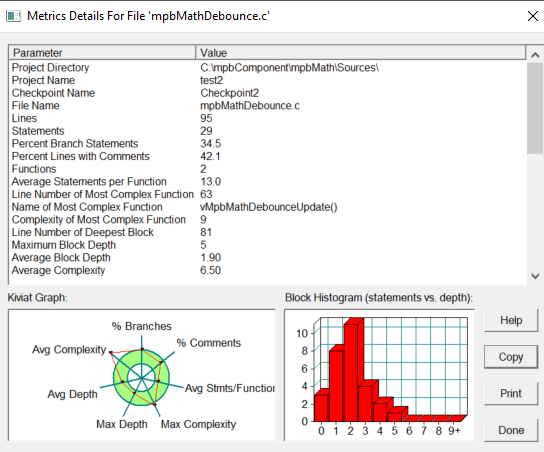 Metrics Details For File 'mpbMathDebounce.c'
Parameter Value
Project Directory C:\mpbComponent\mpbMath\Sources\
Project Name test2
Checkpoint Name Checkpoint2
File Name mpbMathDebounce.c
Lines 95
Statements 29
Percent Branch Statements 34.5
Percent Lines with Comments 42.1
Functions 2
Average Statements per Function 13.0
Line Number of Most Complex Function 63
Name of Most Complex Function vMpbMathDebounceUpdate()
Complexity of Most Complex Function 9
Line Number of Deepest Block 81
Maximum Block Depth 5
Average Block Depth 1.90
Average Complexity 6.50
Kiviat Graph:
% Branches
% Comments
Avg Complexity
Avg Stmts/Function
Avg Depth
Max Depth
Max Complexity
Block Histogram (statements vs. depth):
10
8
6
4
2
0
0 1 2 3 4 5 6 7 8 9+
Help
Copy
Print
Done